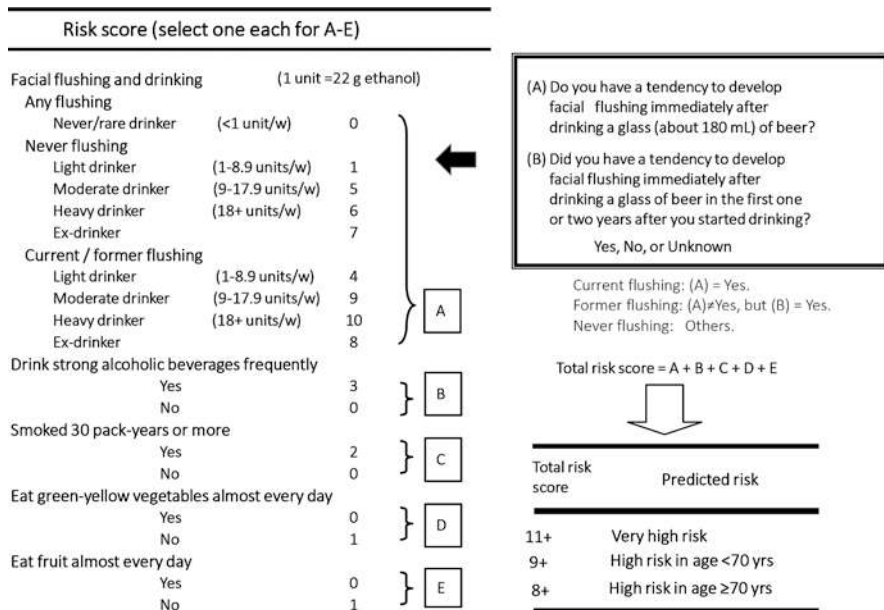 Risk score (select one each for A-E)
Facial flushing and drinking (1 unit =22 g ethanol)
Any flushing
Never/rare drinker (<1 unit/w) 0
Never flushing
Light drinker (1-8.9 units/w) 1
Moderate drinker (9-17.9 units/w) 5
Heavy drinker (18+ units/w) 6
Ex-drinker 7
Current / former flushing
Light drinker (1-8.9 units/w) 4
Moderate drinker (9-17.9 units/w) 9
Heavy drinker (18+ units/w) 10
Ex-drinker 8
A
Drink strong alcoholic beverages frequently
Yes 3
No 0
B
Smoked 30 pack-years or more
Yes 2
No 0
C
Eat green-yellow vegetables almost every day
Yes 0
No 1
D
Eat fruit almost every day
Yes 0
No 1
E
(A) Do you have a tendency to develop
facial flushing immediately after
drinking a glass (about 180 mL) of beer?
(B) Did you have a tendency to develop
facial flushing immediately after
drinking a glass of beer in the first one
or two years after you started drinking?
Yes, No, or Unknown
Current flushing: (A) = Yes.
Former flushing: (A)≠Yes, but (B) = Yes.
Never flushing: Others.
Total risk score = A + B + C + D + E
Total risk
score
Predicted risk
11+ Very high risk
9+ High risk in age <70 yrs
8+ High risk in age ≥70 yrs